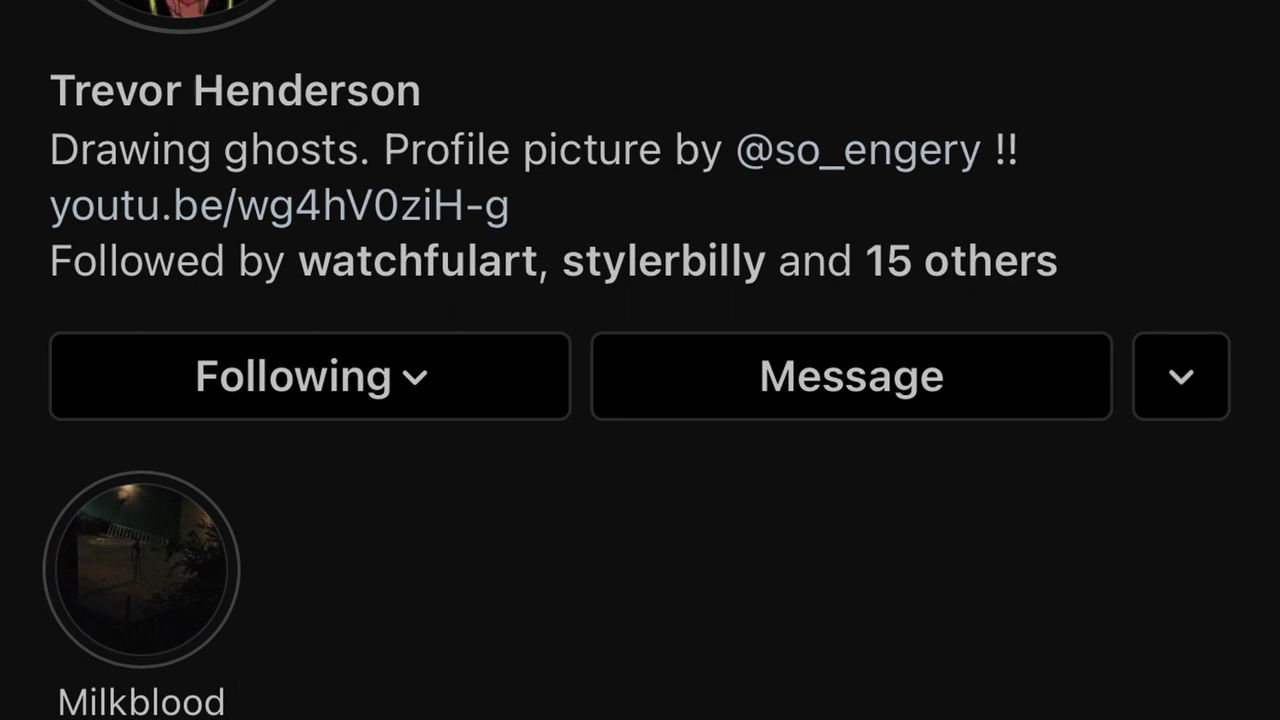 Trevor Henderson
Drawing ghosts. Profile picture by @so_engery !!
youtu.be/wg4hV0ziH-g
Followed by watchfulart, stylerbilly and 15 others
Following
Message
Milkblood